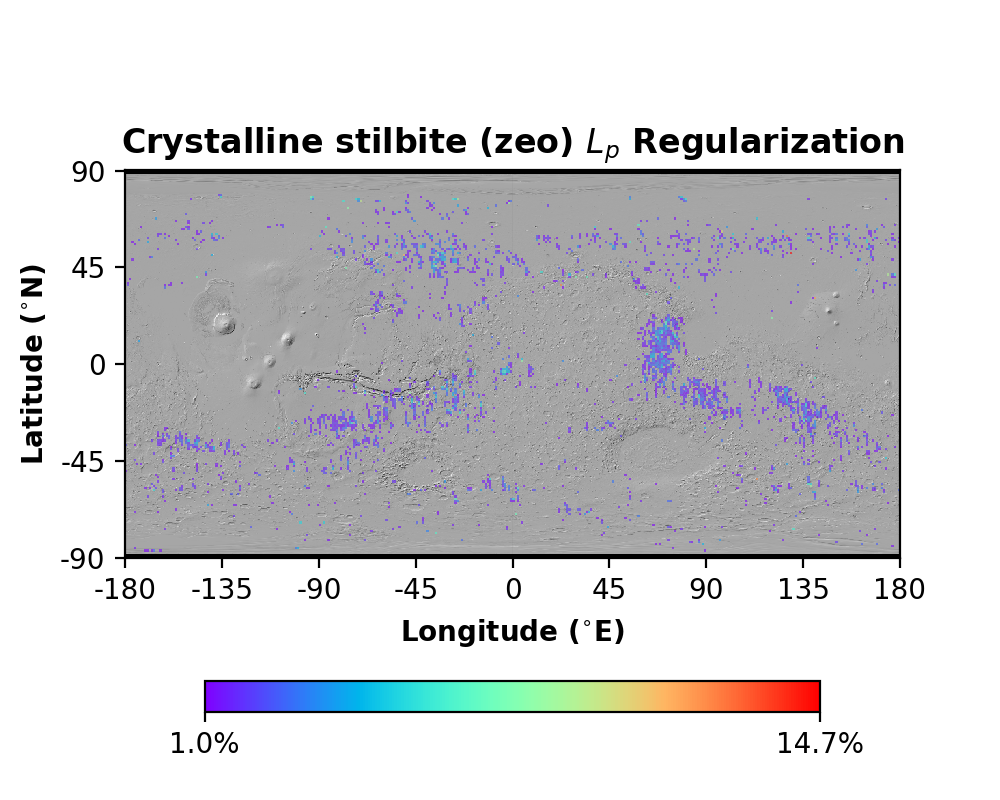 Crystalline stilbite (zeo) Lp Regularization
90
45
0
-45
-90
Latitude (°N)
-180 -135 -90 -45 0 45 90 135 180
Longitude (°E)
1.0% 14.7%